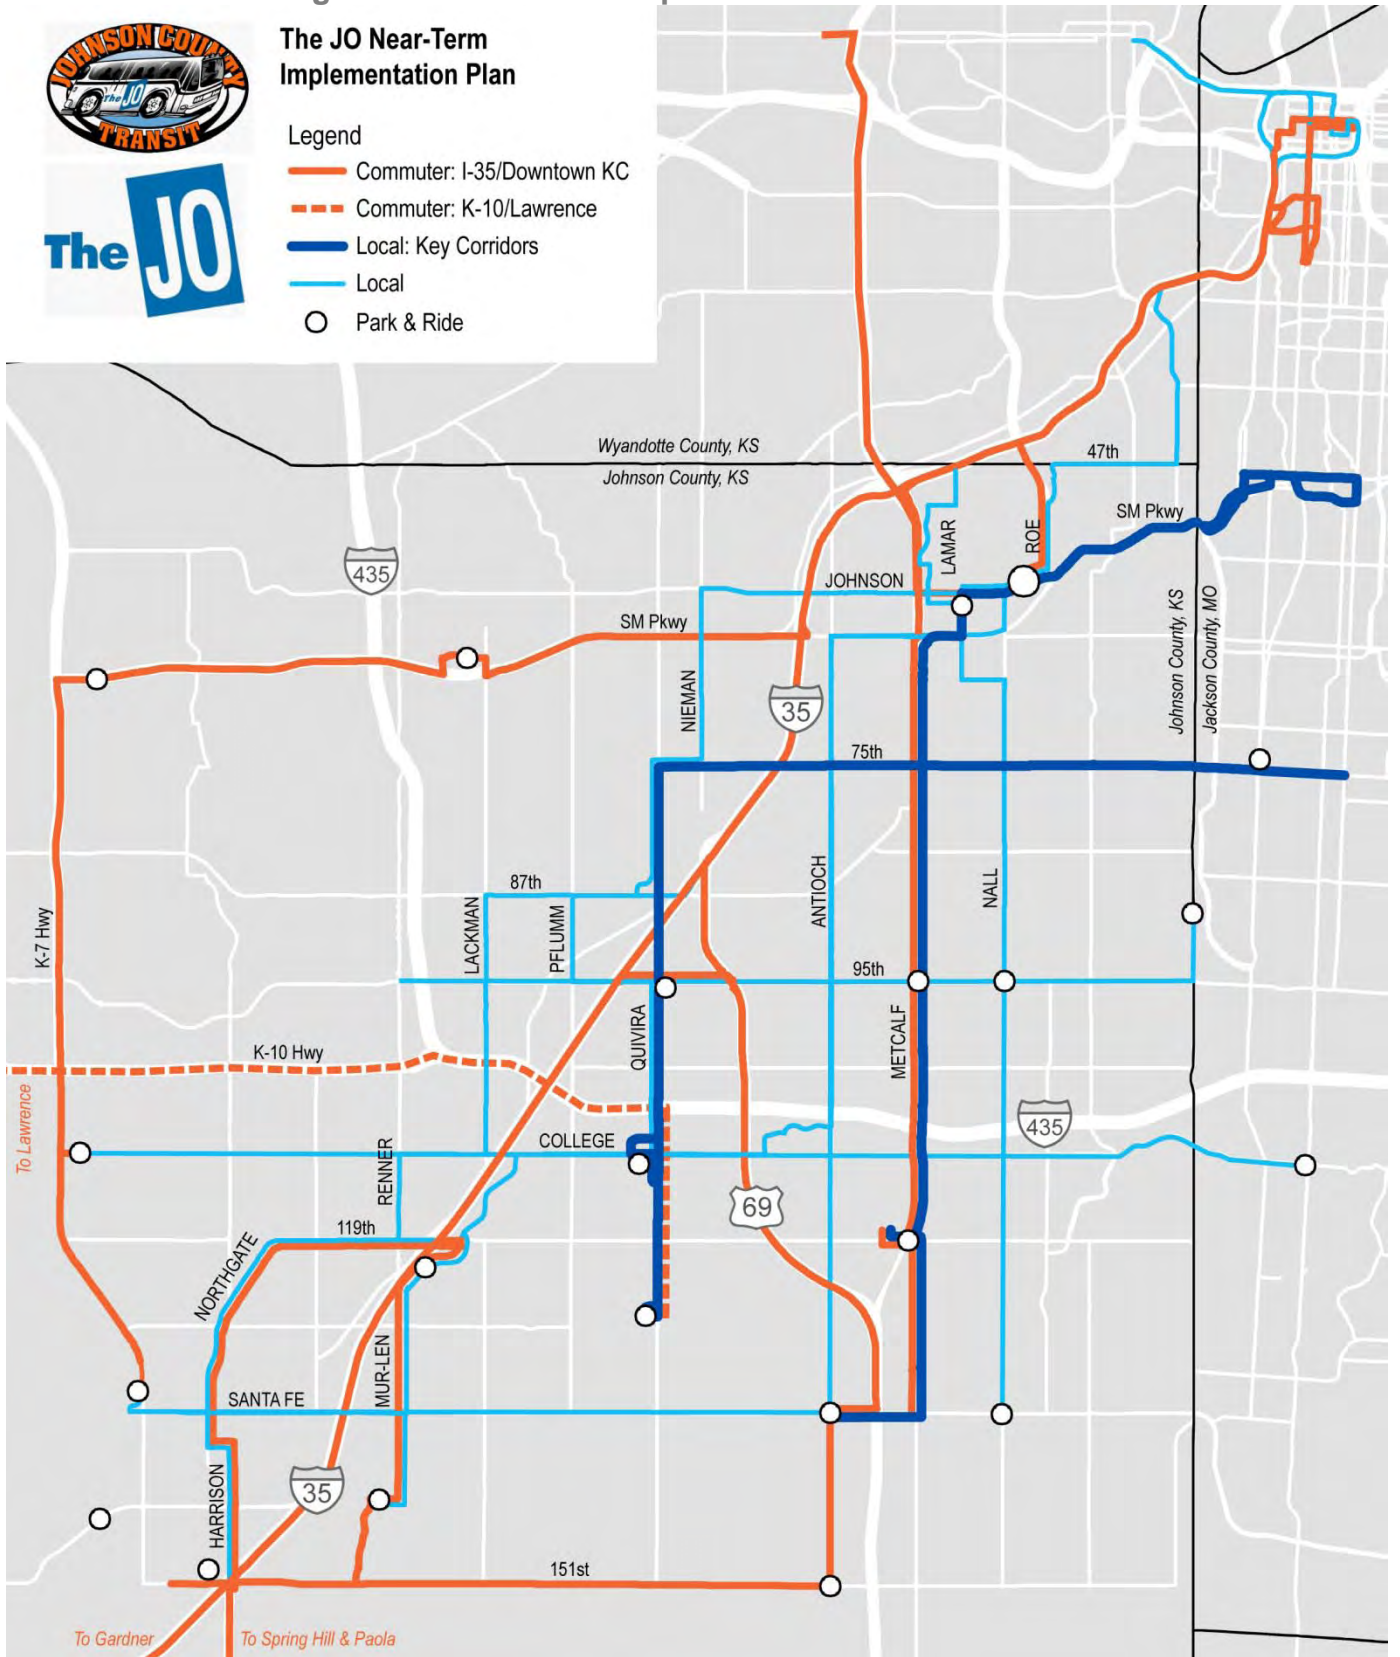 JOHNSON COUNTY
The JO
TRANSIT
The JO
The JO Near-Term
Implementation Plan
Legend
Commuter: I-35/Downtown KC
Commuter: K-10/Lawrence
Local: Key Corridors
Local
Park & Ride
Wyandotte County, KS
Johnson County, KS
47th
SM Pkwy
LAMAR
ROE
435
JOHNSON
SM Pkwy
Johnson County, KS
Jackson County, MO
NIEMAN
35
75th
87th
ANTIOCH
NALL
K-7 Hwy
LACKMAN
PFLUMM
95th
QUIVIRA
METCALF
K-10 Hwy
To Lawrence
435
COLLEGE
RENNER
69
119th
NORTHGATE
MUR-LEN
SANTA FE
35
HARRISON
151st
To Gardner
To Spring Hill & Paola